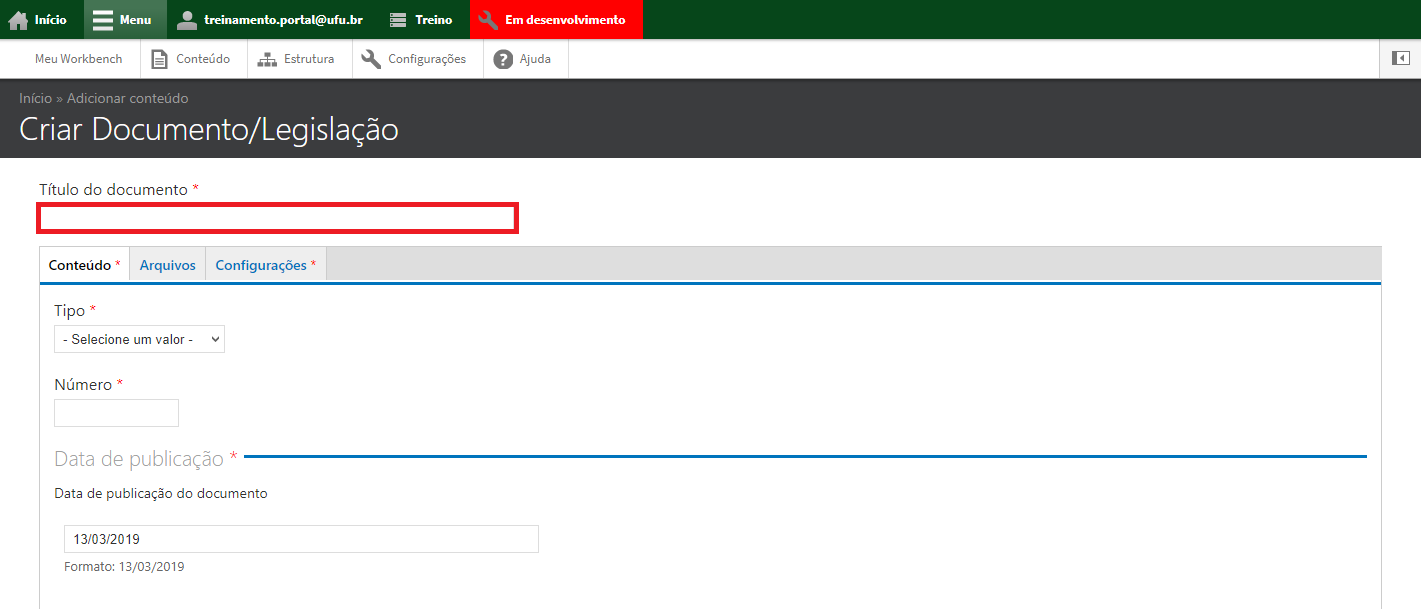 Início Menu treinamento.portal@ufu.br Treino Em desenvolvimento
Meu Workbench Conteúdo Estrutura Configurações ? Ajuda
Início » Adicionar conteúdo
Criar Documento/Legislação
Título do documento *
Conteúdo * Arquivos Configurações *
Tipo *
- Selecione um valor -
Número *
Data de publicação *
Data de publicação do documento
13/03/2019
Formato: 13/03/2019